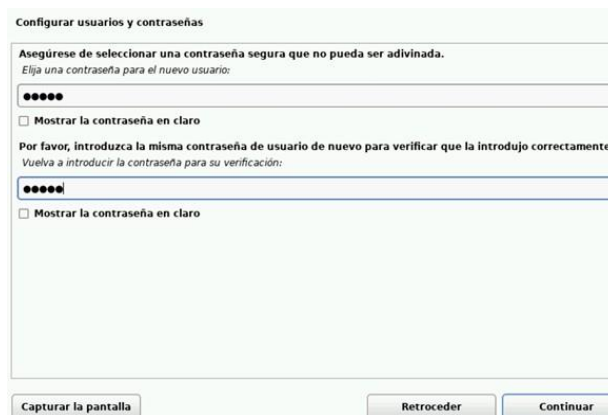 Configurar usuarios y contraseñas
Asegúrese de seleccionar una contraseña segura que no pueda ser adivinada.
Elija una contraseña para el nuevo usuario:
●●●●●
Mostrar la contraseña en claro
Por favor, introduzca la misma contraseña de usuario de nuevo para verificar que la introdujo correctamente
Vuelva a introducir la contraseña para su verificación:
●●●●●
Mostrar la contraseña en claro
Capturar la pantalla
Retroceder
Continuar